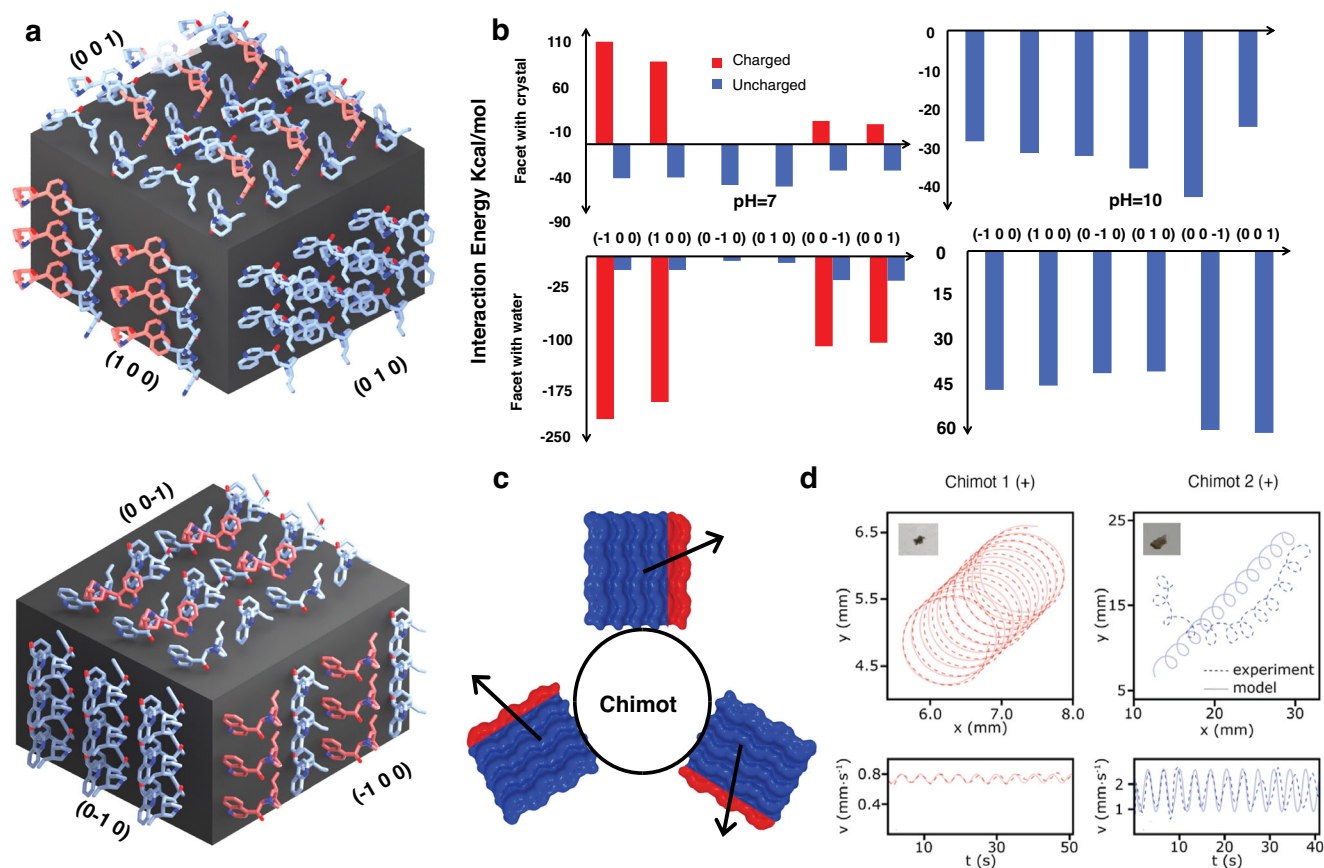 a
(0 0 1)
(1 0 0)
(0 1 0)
(0 0-1)
(0-1 0)
(-1 0 0)
b
Interaction Energy Kcal/mol
Facet with crystal
110
60
-10
-40
-90
Charged
Uncharged
pH=7
0
-10
-20
-30
-40
pH=10
Facet with water
(-1 0 0) (1 0 0) (0 -1 0) (0 1 0) (0 0 -1) (0 0 1)
-25
-100
-175
-250
(-1 0 0) (1 0 0) (0 -1 0) (0 1 0) (0 0 -1) (0 0 1)
0
15
30
45
60
c
Chimot
d
Chimot 1 (+)
y (mm)
6.5
5.5
4.5
6.0 7.0 8.0
x (mm)
v (mm·s⁻¹)
0.8
0.4
10 30 50
t (s)
Chimot 2 (+)
y (mm)
25
15
5
experiment
model
10 20 30
x (mm)
v (mm·s⁻¹)
2
1
0 10 20 30 40
t (s)